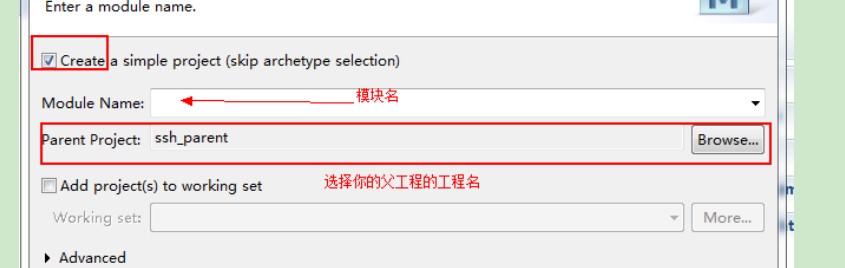 Enter a module name.
Create a simple project (skip archetype selection)
Module Name:
模块名
Parent Project: ssh_parent Browse...
Add project(s) to working set
选择你的父工程的工程名
Working set: More...
Advanced